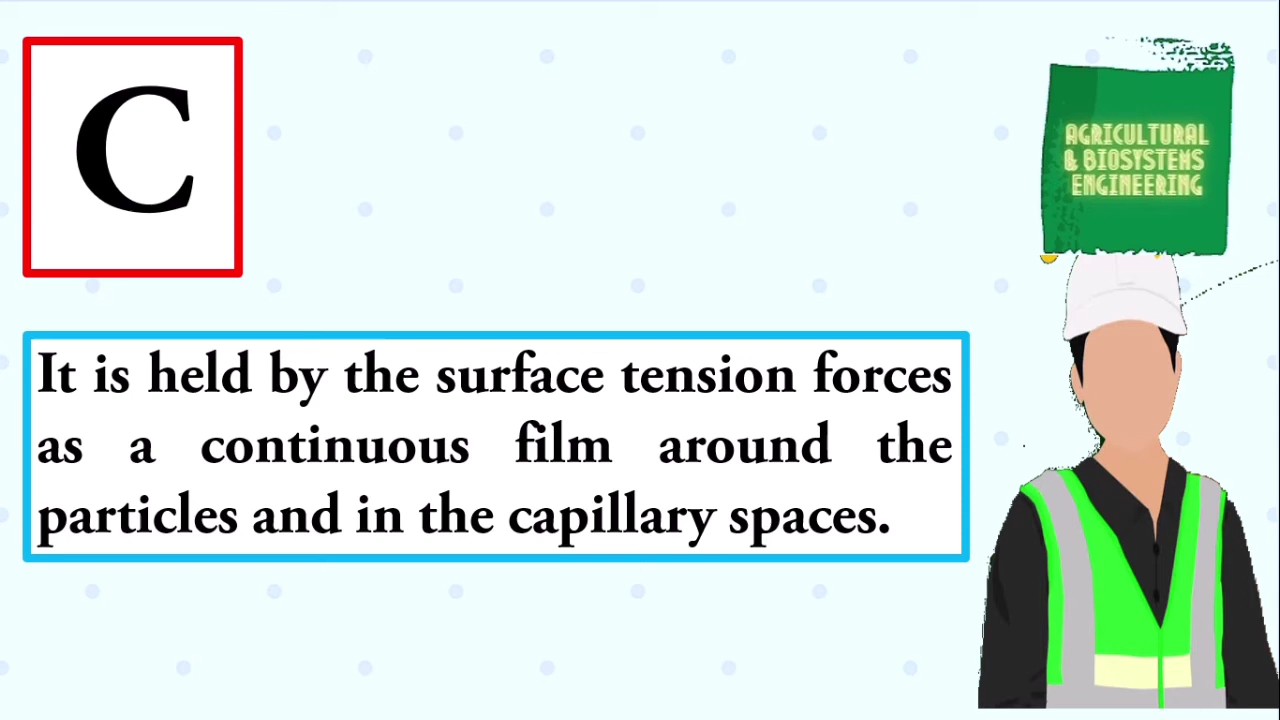 C
AGRICULTURAL
& BIOSYSTEMS
ENGINEERING
It is held by the surface tension forces
as a continuous film around the
particles and in the capillary spaces.